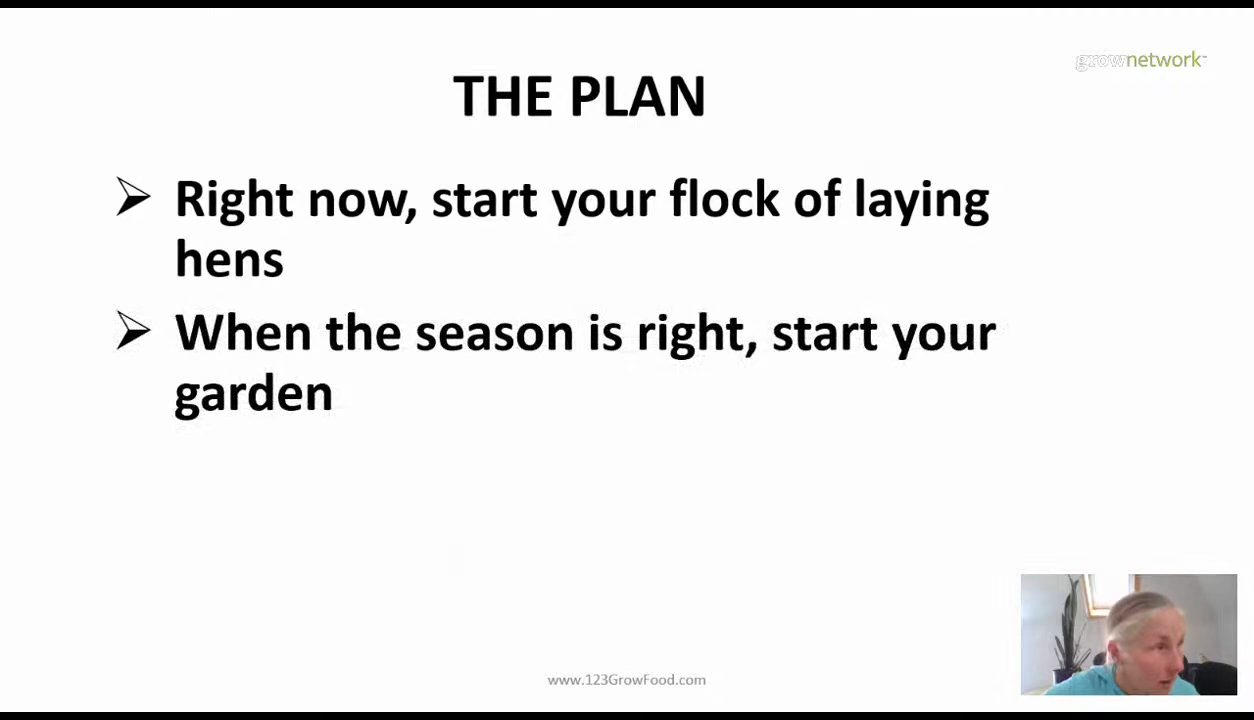 grownetwork™
THE PLAN
➢ Right now, start your flock of laying
hens
➢ When the season is right, start your
garden
www.123GrowFood.com